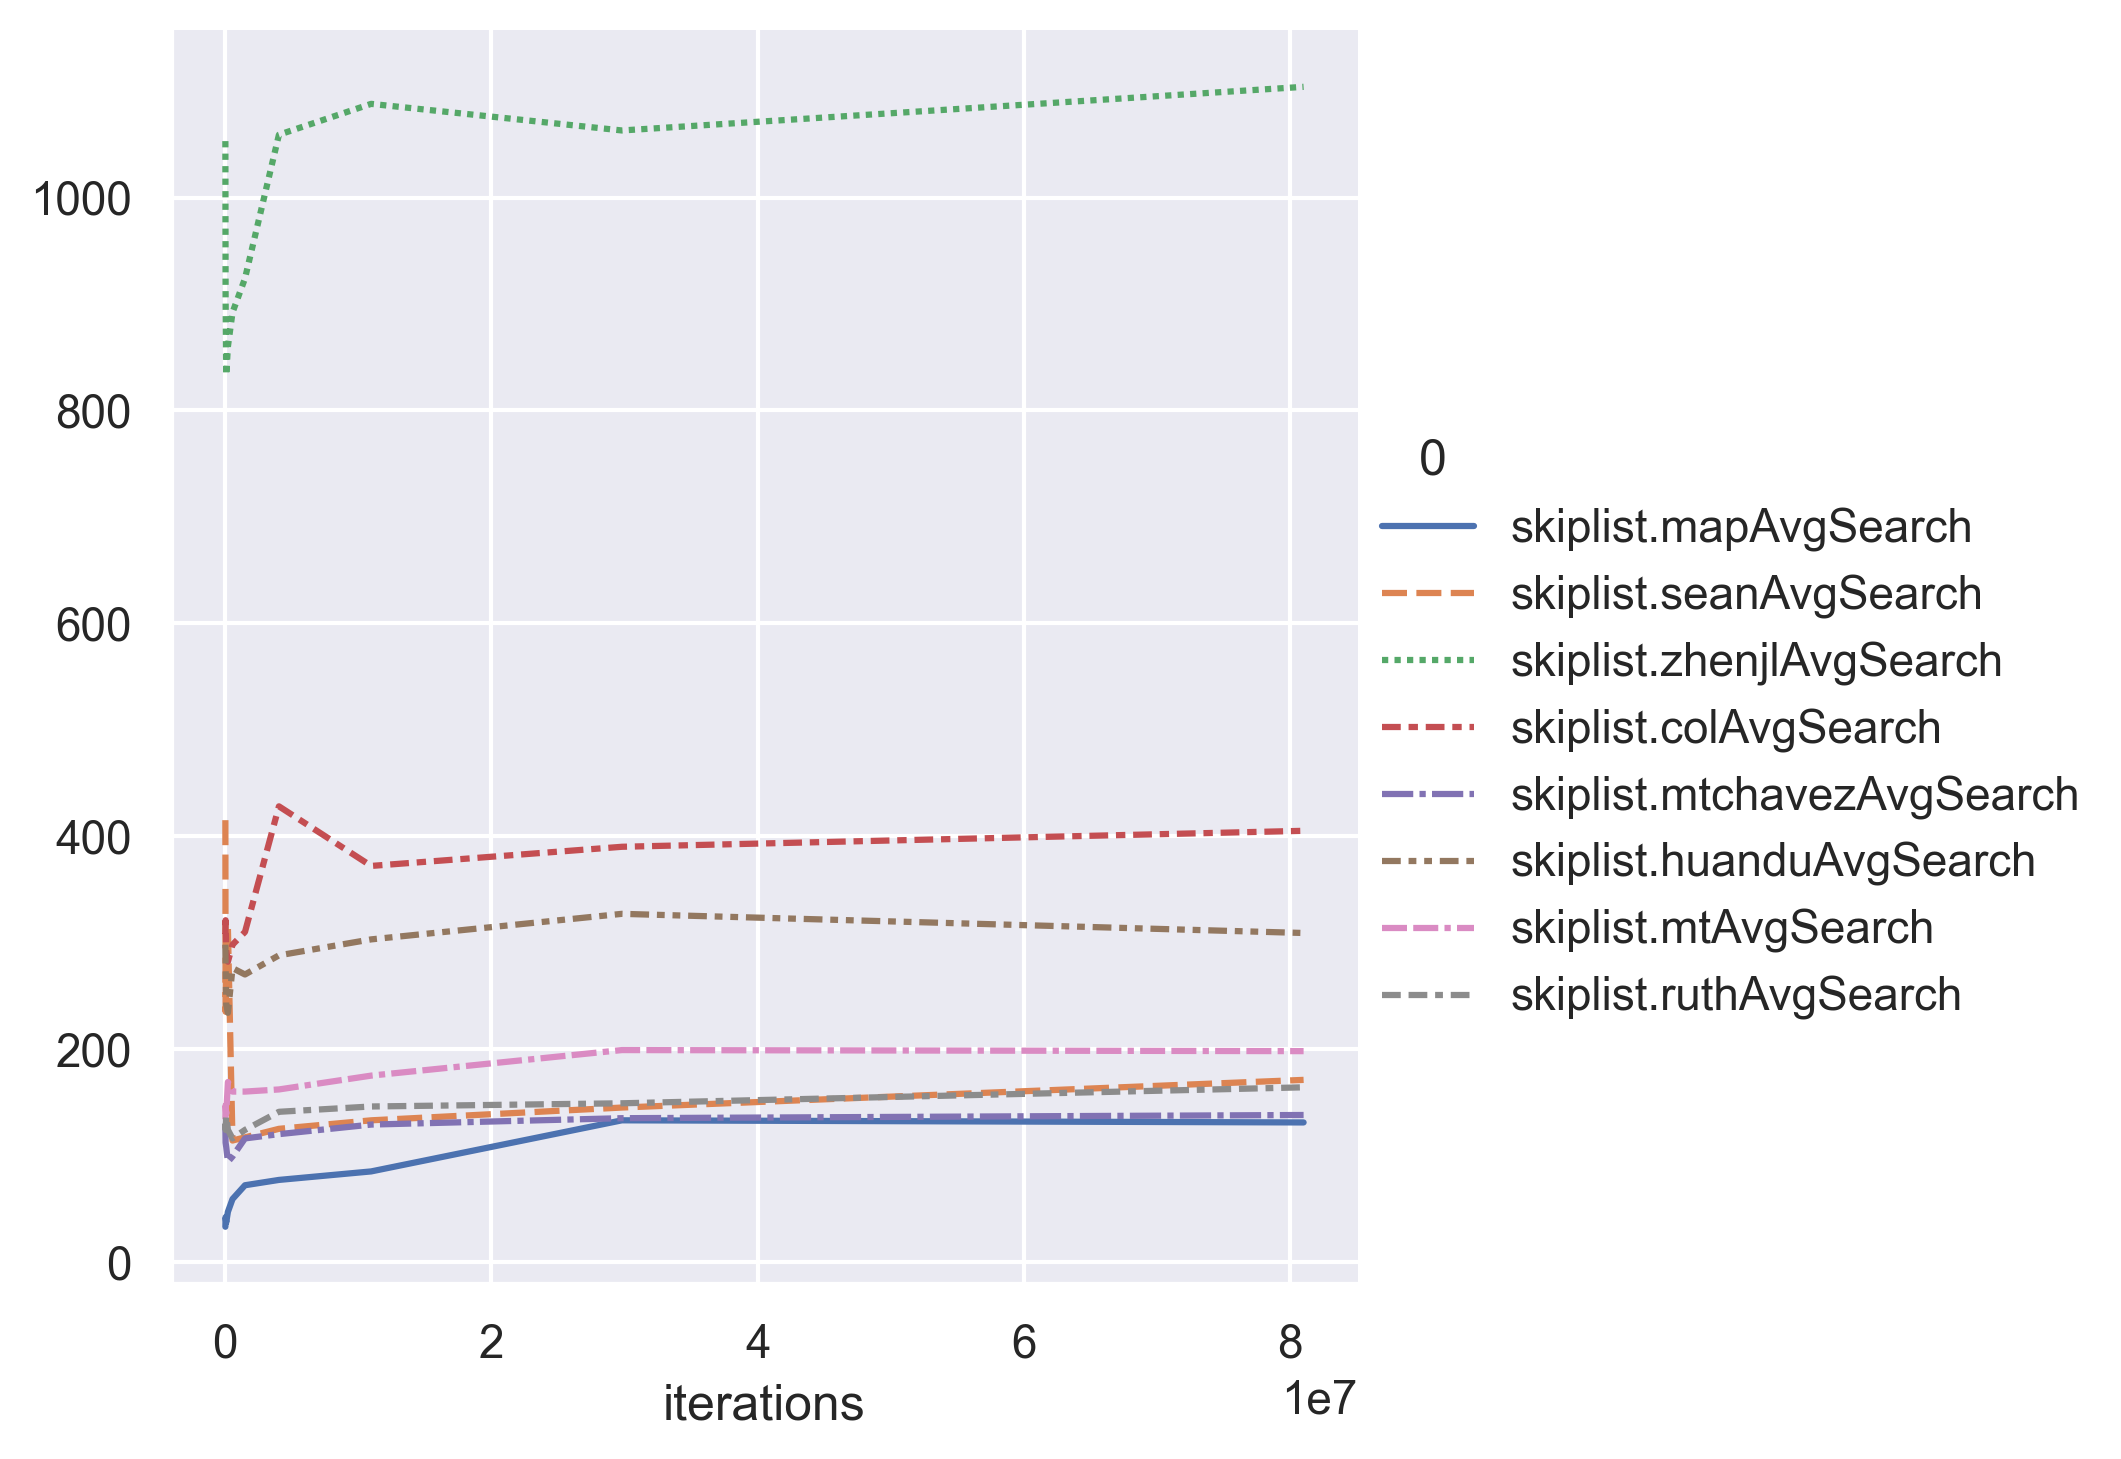 1000
800
600
400
200
0
0 2 4 6 8
1e7
iterations
0
skiplist.mapAvgSearch
skiplist.seanAvgSearch
skiplist.zhenjlAvgSearch
skiplist.colAvgSearch
skiplist.mtchavezAvgSearch
skiplist.huanduAvgSearch
skiplist.mtAvgSearch
skiplist.ruthAvgSearch